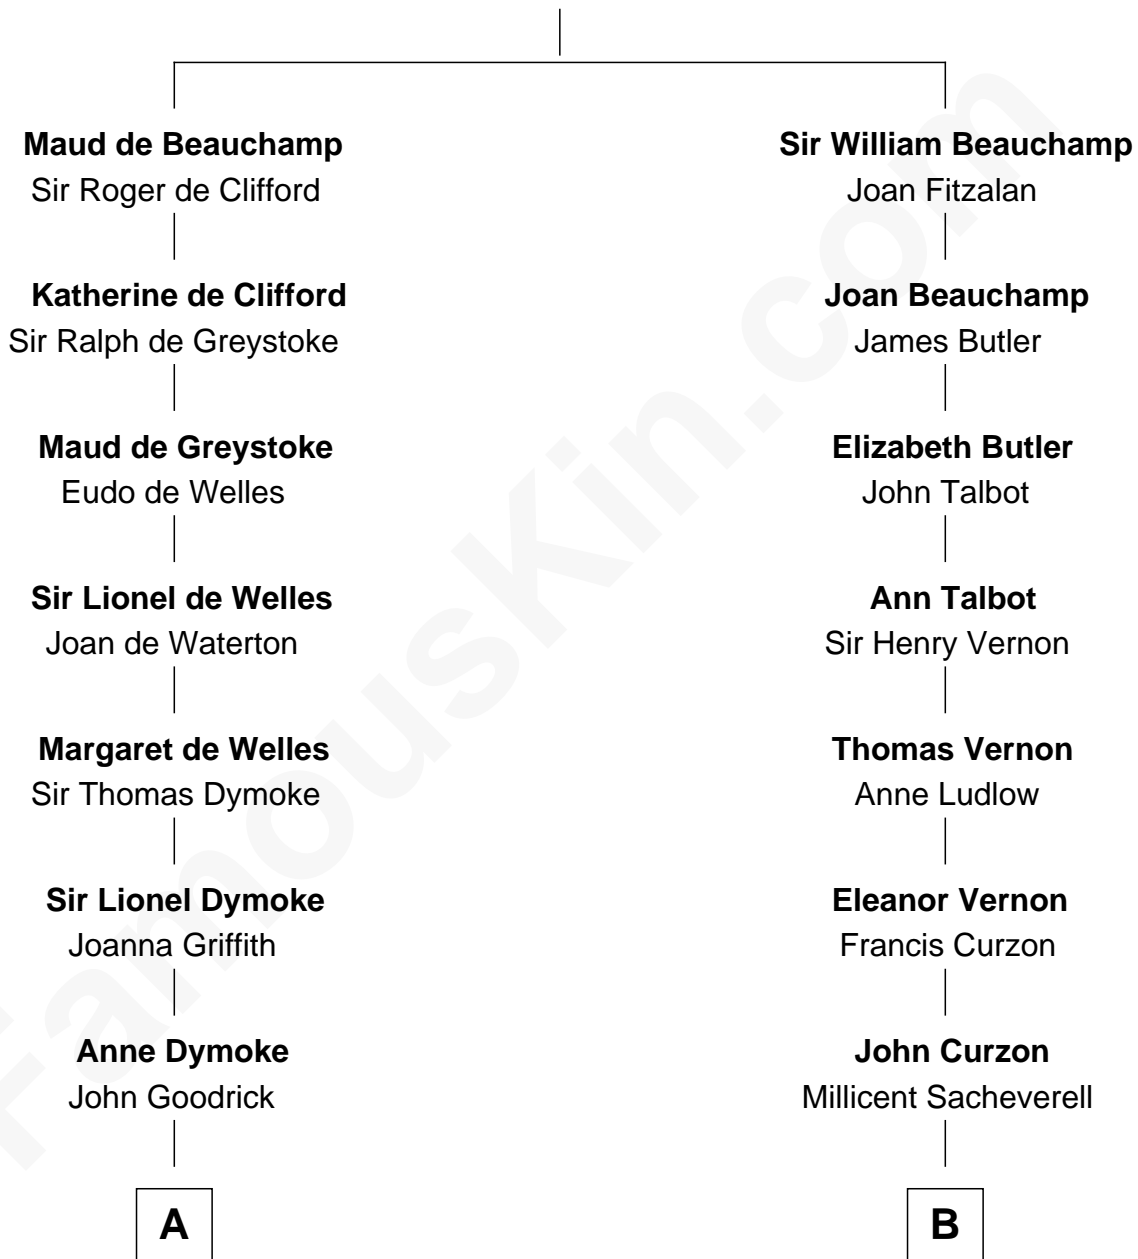 Maud de Beauchamp
Sir Roger de Clifford
Katherine de Clifford
Sir Ralph de Greystoke
Maud de Greystoke
Eudo de Welles
Sir Lionel de Welles
Joan de Waterton
Margaret de Welles
Sir Thomas Dymoke
Sir Lionel Dymoke
Joanna Griffith
Anne Dymoke
John Goodrick
A
Sir William Beauchamp
Joan Fitzalan
Joan Beauchamp
James Butler
Elizabeth Butler
John Talbot
Ann Talbot
Sir Henry Vernon
Thomas Vernon
Anne Ludlow
Eleanor Vernon
Francis Curzon
John Curzon
Millicent Sacheverell
B
FamousKin.com